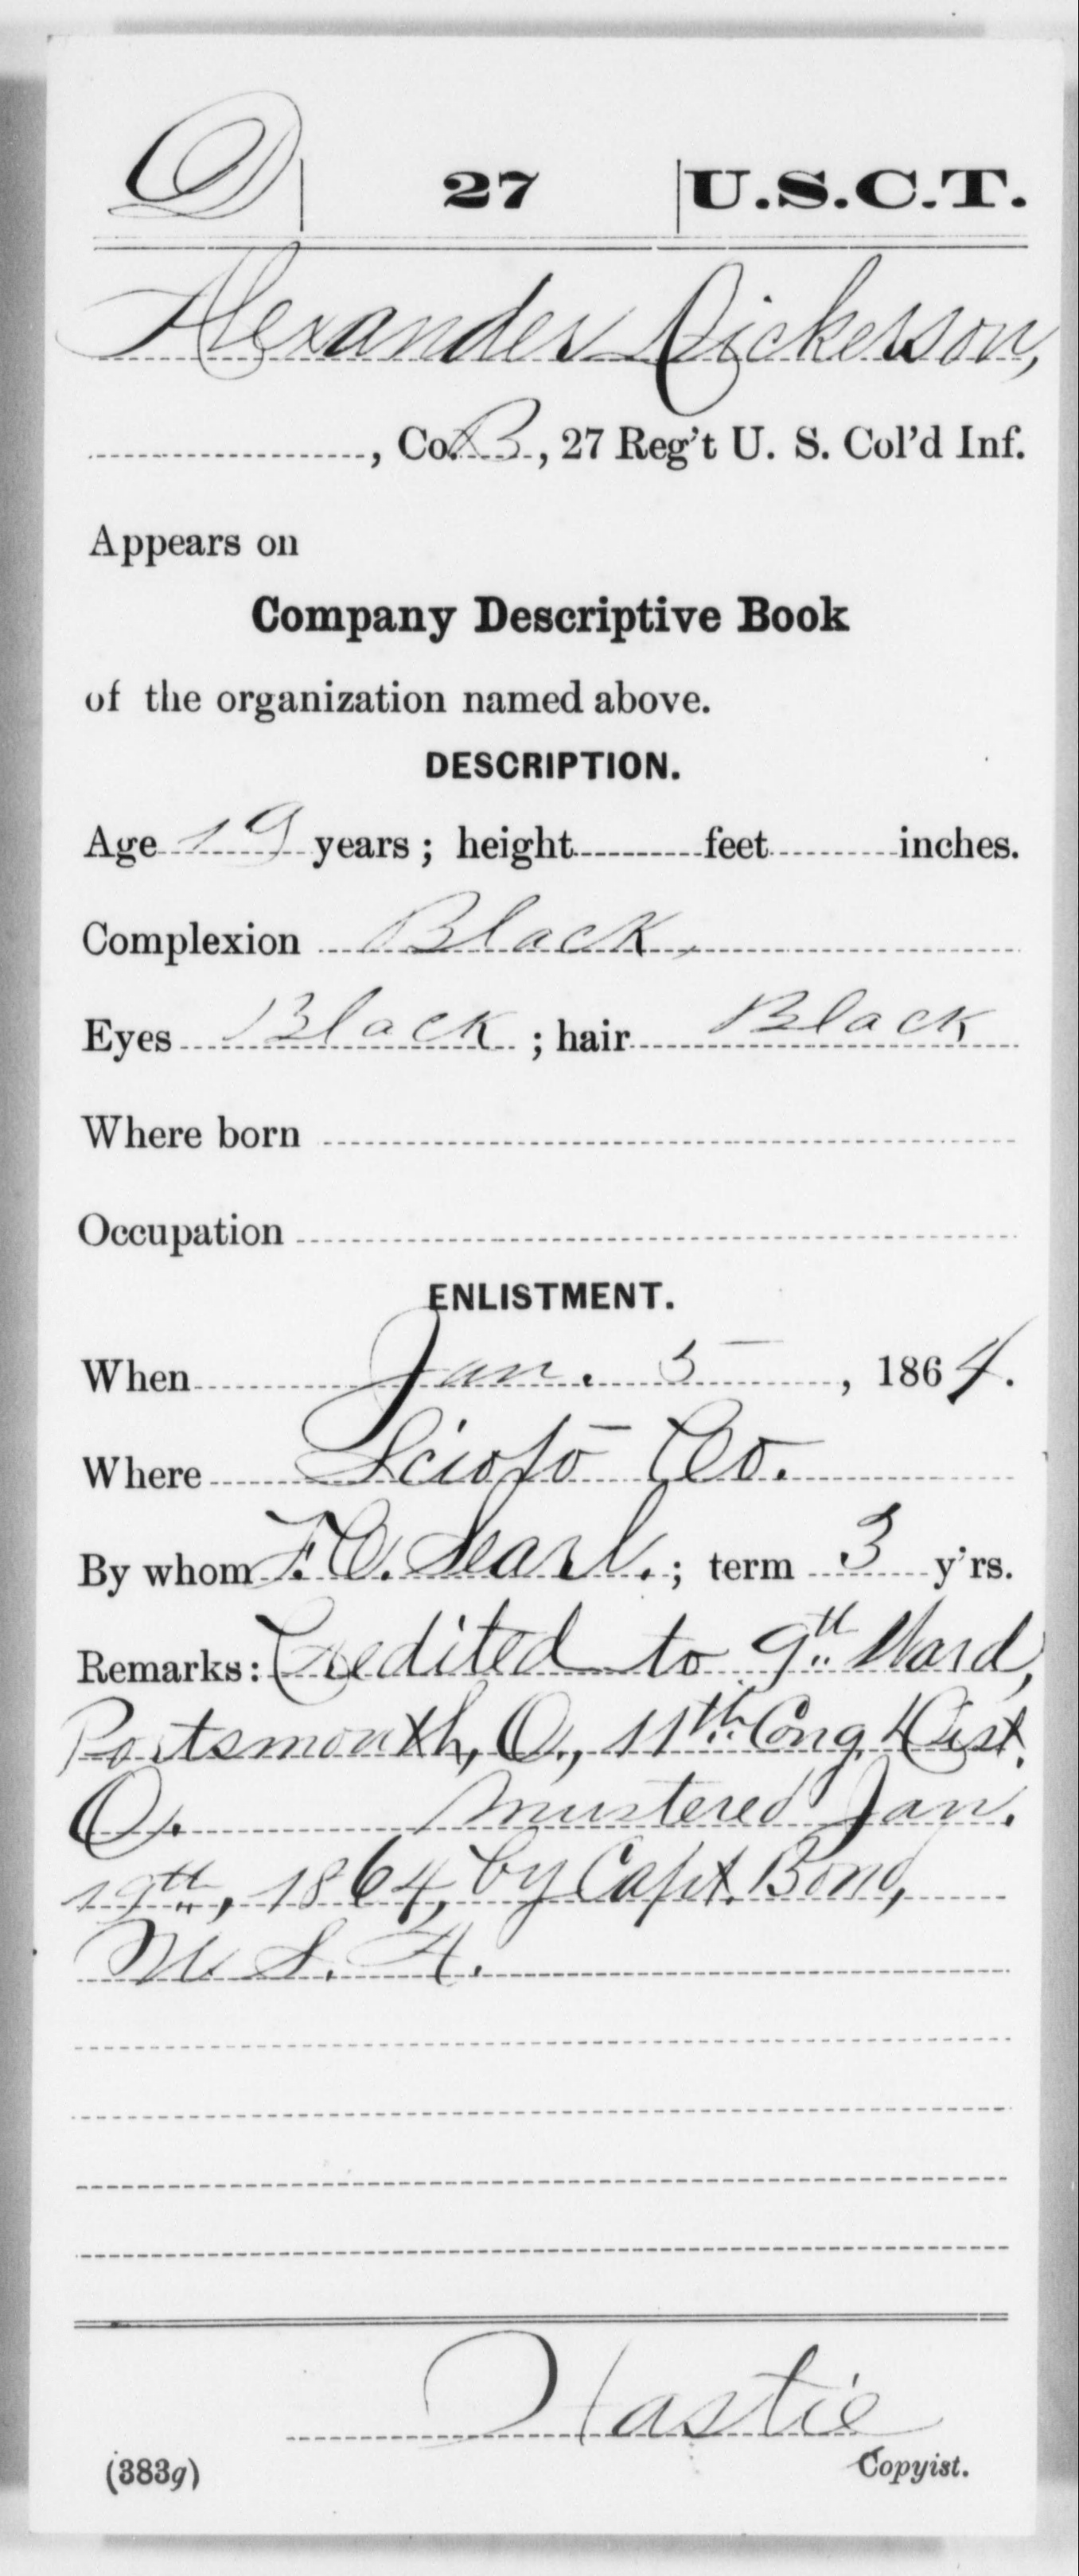 D | 27 | U.S.C.T.
Alexander Dickerson,
, Co. B, 27 Reg't U. S. Col'd Inf.
Appears on
Company Descriptive Book
of the organization named above.
DESCRIPTION.
Age 19 years; height feet inches.
Complexion Black,
Eyes Black; hair Black
Where born
Occupation
ENLISTMENT.
When Jan. 5, 1864.
Where Scioto Co.
By whom F.C. Searl.; term 3 y'rs.
Remarks: Credited to 9th Ward,
Portsmouth, O., 11th Cong. Dist.
O. Mustered Jan.
19th, 1864, by Capt. Bond,
U. S. A.
Hastie
(383g) Copyist.